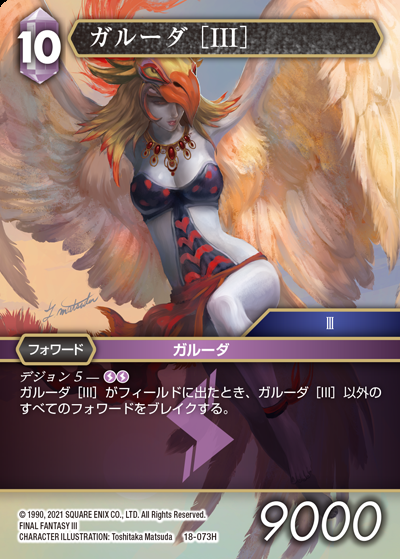 10
ガルーダ［III］
III
フォワード
ガルーダ
デジョン 5 ―
ガルーダ［III］がフィールドに出たとき、ガルーダ［III］以外の
すべてのフォワードをブレイクする。
© 1990, 2021 SQUARE ENIX CO., LTD. All Rights Reserved.
FINAL FANTASY III
CHARACTER ILLUSTRATION: Toshitaka Matsuda
18-073H
9000